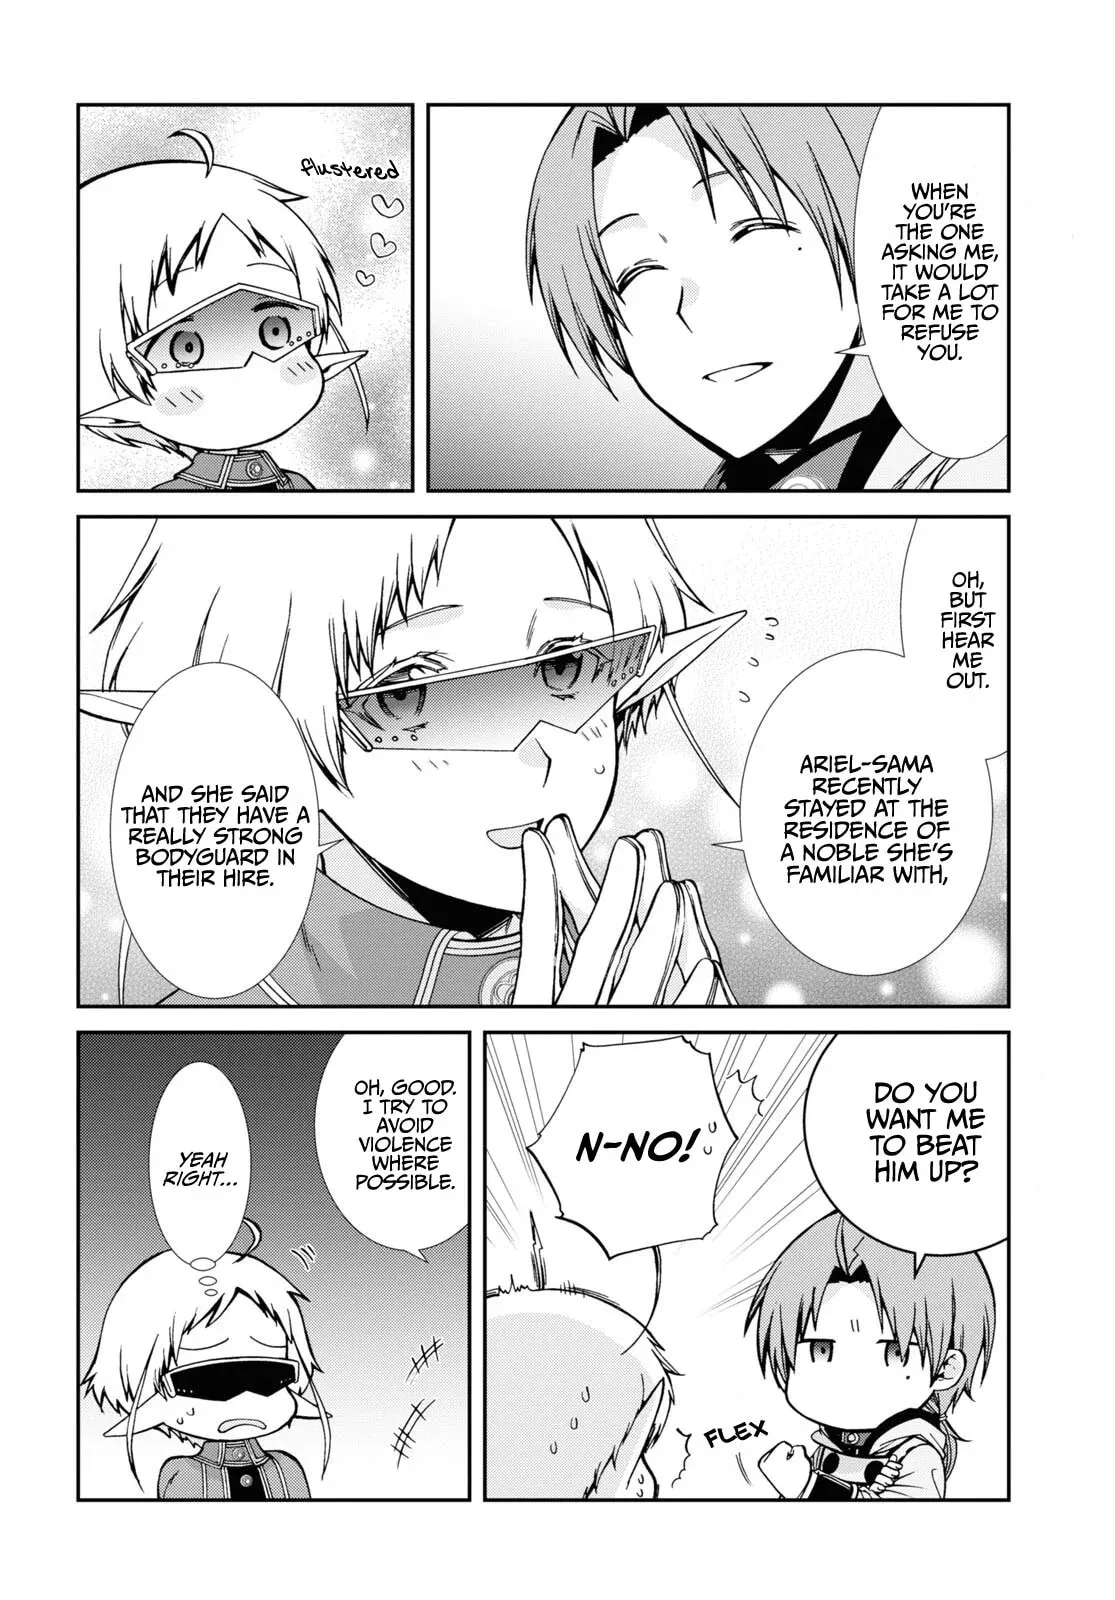 WHEN
YOU'RE
THE ONE
ASKING ME,
IT WOULD
TAKE A LOT
FOR ME TO
REFUSE
YOU.
flustered
OH,
BUT
FIRST
HEAR
ME
OUT.
ARIEL-SAMA
RECENTLY
STAYED AT THE
RESIDENCE OF
A NOBLE SHE'S
FAMILIAR WITH,
AND SHE SAID
THAT THEY HAVE A
REALLY STRONG
BODYGUARD IN
THEIR HIRE.
DO YOU
WANT ME
TO BEAT
HIM UP?
FLEX
N-NO!
OH, GOOD.
I TRY TO
AVOID
VIOLENCE
WHERE
POSSIBLE.
YEAH
RIGHT...